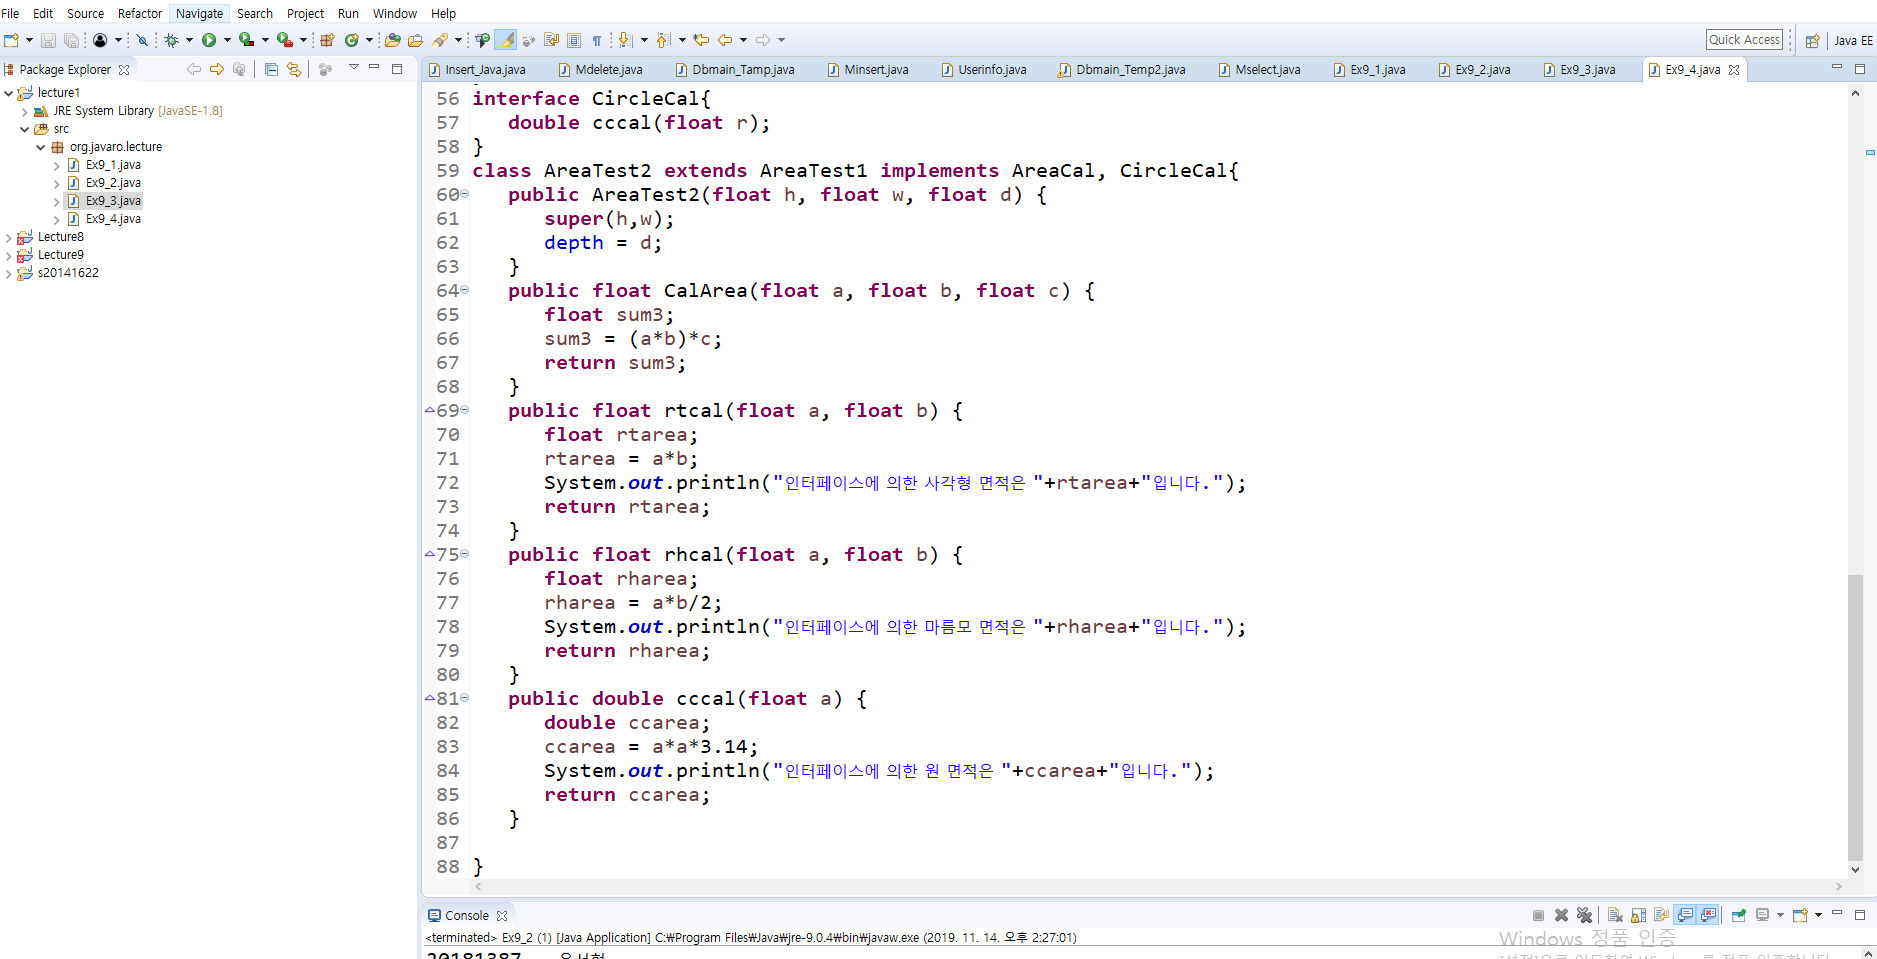 File Edit Source Refactor Navigate Search Project Run Window Help
Quick Access Java EE
Package Explorer
lecture1
JRE System Library [JavaSE-1.8]
src
org.javaro.lecture
Ex9_1.java
Ex9_2.java
Ex9_3.java
Ex9_4.java
Lecture8
Lecture9
s20141622
Insert_Java.java Mdelete.java Dbmain_Tamp.java Minsert.java Userinfo.java Dbmain_Temp2.java Mselect.java Ex9_1.java Ex9_2.java Ex9_3.java Ex9_4.java
56 interface CircleCal{
57 double cccal(float r);
58 }
59 class AreaTest2 extends AreaTest1 implements AreaCal, CircleCal{
60 public AreaTest2(float h, float w, float d) {
61 super(h,w);
62 depth = d;
63 }
64 public float CalArea(float a, float b, float c) {
65 float sum3;
66 sum3 = (a*b)*c;
67 return sum3;
68 }
69 public float rtcal(float a, float b) {
70 float rtarea;
71 rtarea = a*b;
72 System.out.println("인터페이스에 의한 사각형 면적은 "+rtarea+"입니다.");
73 return rtarea;
74 }
75 public float rhcal(float a, float b) {
76 float rharea;
77 rharea = a*b/2;
78 System.out.println("인터페이스에 의한 마름모 면적은 "+rharea+"입니다.");
79 return rharea;
80 }
81 public double cccal(float a) {
82 double ccarea;
83 ccarea = a*a*3.14;
84 System.out.println("인터페이스에 의한 원 면적은 "+ccarea+"입니다.");
85 return ccarea;
86 }
87
88 }
Console
<terminated> Ex9_2 (1) [Java Application] C:₩Program Files₩Java₩jre-9.0.4₩bin₩javaw.exe (2019. 11. 14. 오후 2:27:01)
Windows 정품 인증
20181387